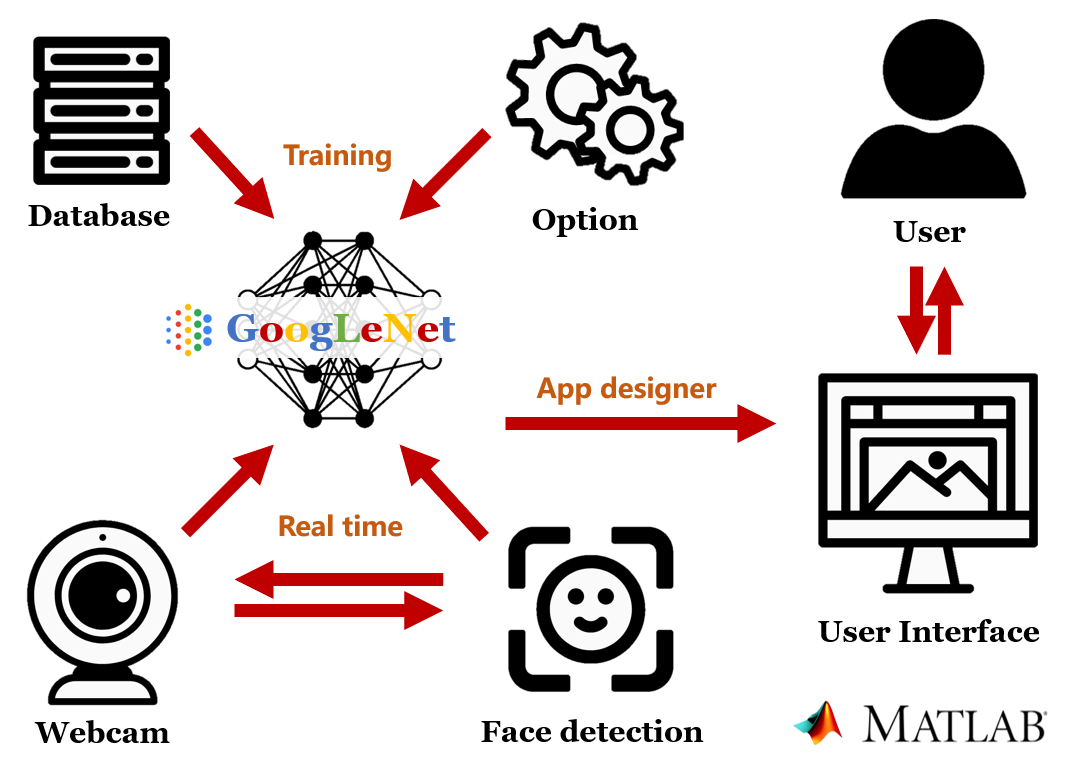 Training
Database
Option
User
GoogLeNet
App designer
Real time
User Interface
Webcam
Face detection
MATLAB